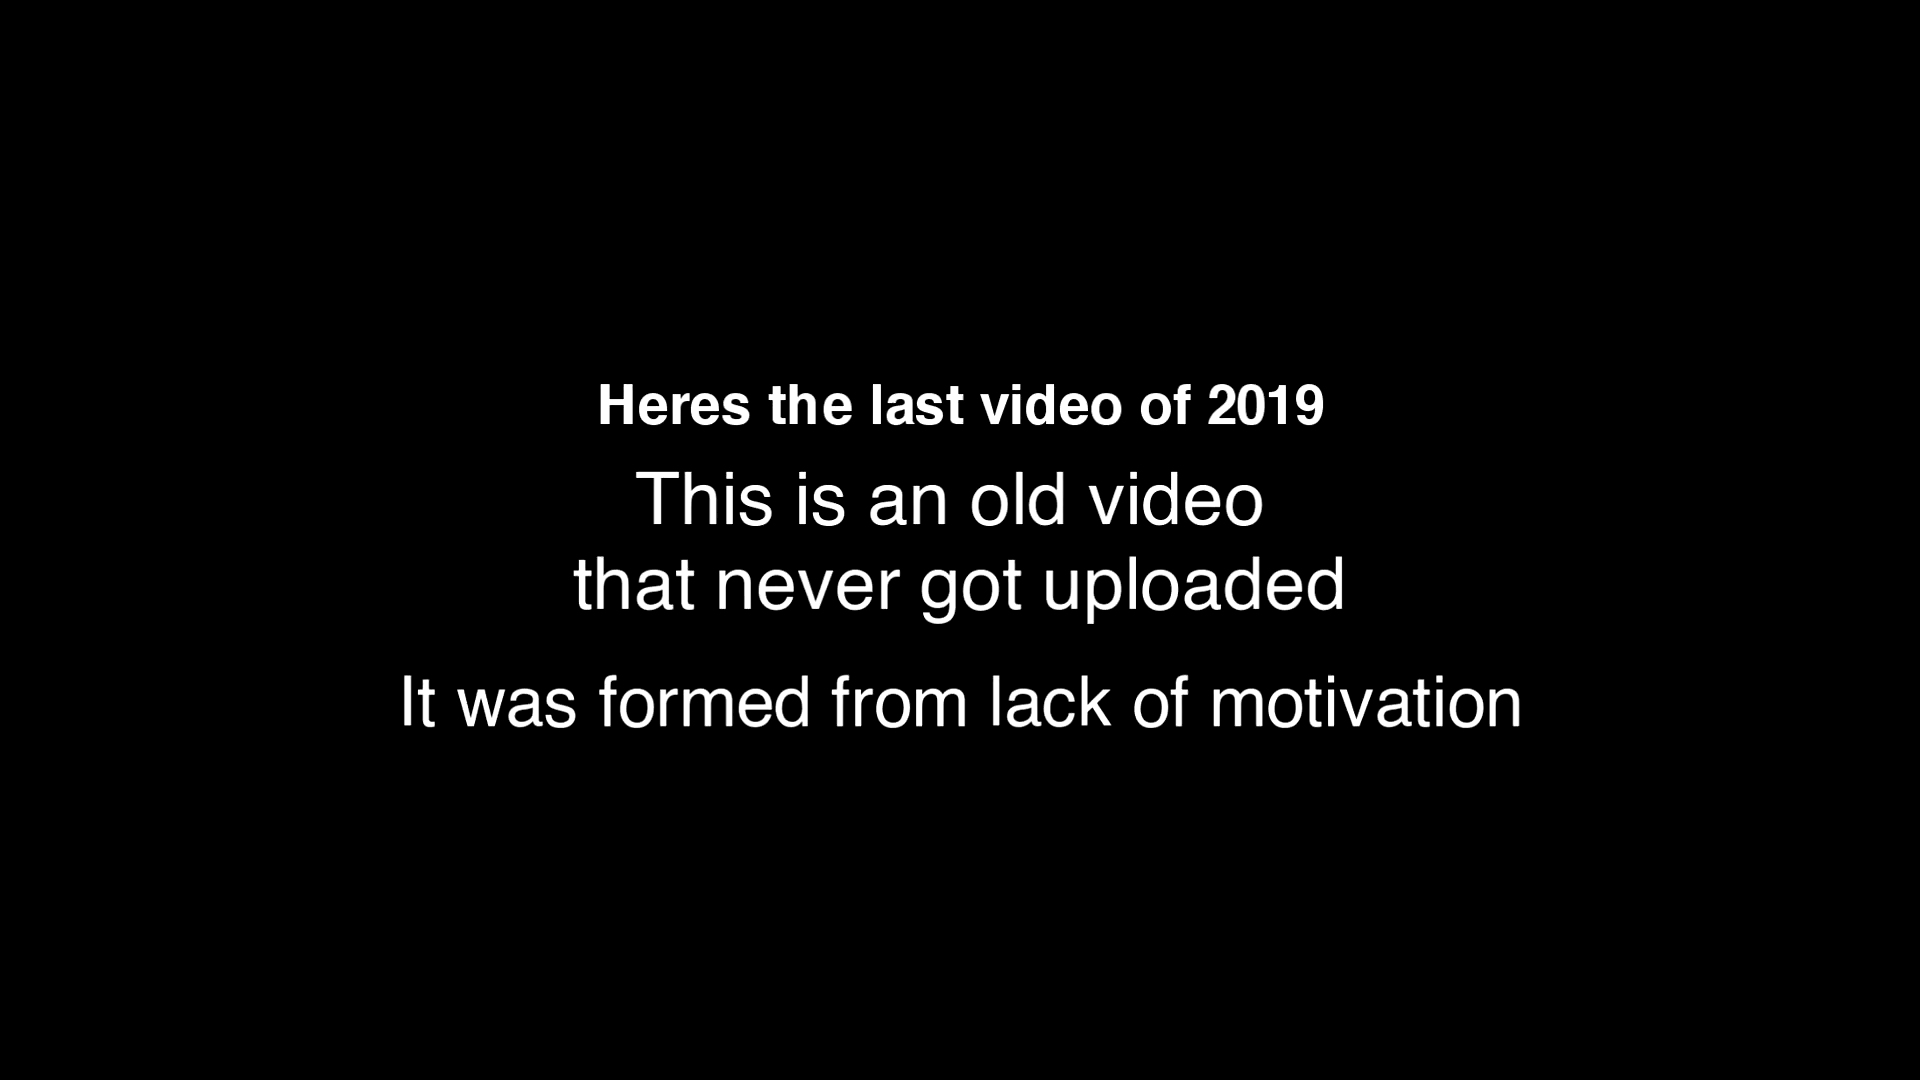 Heres the last video of 2019
This is an old video
that never got uploaded
It was formed from lack of motivation